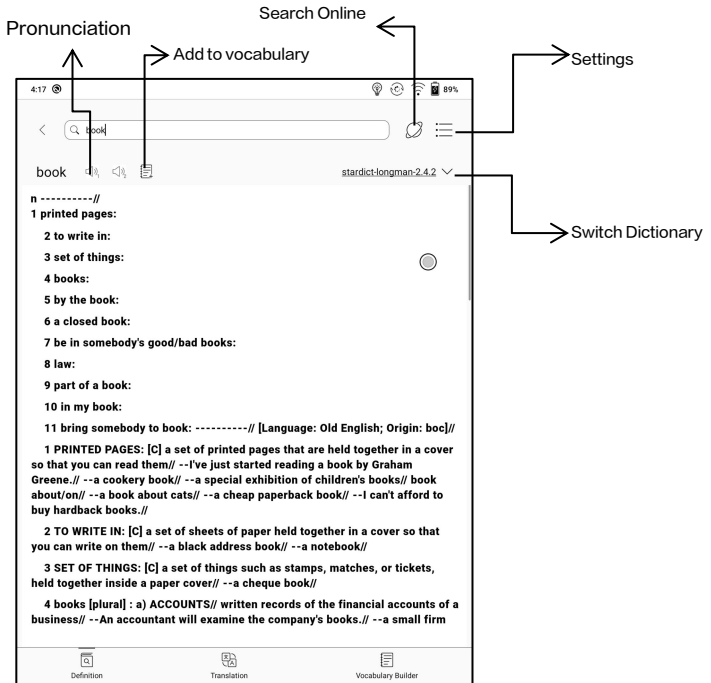 Search Online
Pronunciation
Add to vocabulary
Settings
4:17
89%
book
book
stardict-longman-2.4.2
Switch Dictionary
n ----------//
1 printed pages:
2 to write in:
3 set of things:
4 books:
5 by the book:
6 a closed book:
7 be in somebody's good/bad books:
8 law:
9 part of a book:
10 in my book:
11 bring somebody to book: ----------// [Language: Old English; Origin: boc]//
1 PRINTED PAGES: [C] a set of printed pages that are held together in a cover
so that you can read them// --I've just started reading a book by Graham
Greene.// --a cookery book// --a special exhibition of children's books// book
about/on// --a book about cats// --a cheap paperback book// --I can't afford to
buy hardback books.//
2 TO WRITE IN: [C] a set of sheets of paper held together in a cover so that
you can write on them// --a black address book// --a notebook//
3 SET OF THINGS: [C] a set of things such as stamps, matches, or tickets,
held together inside a paper cover// --a cheque book//
4 books [plural] : a) ACCOUNTS// written records of the financial accounts of a
business// --An accountant will examine the company's books.// --a small firm
Definition
Translation
Vocabulary Builder